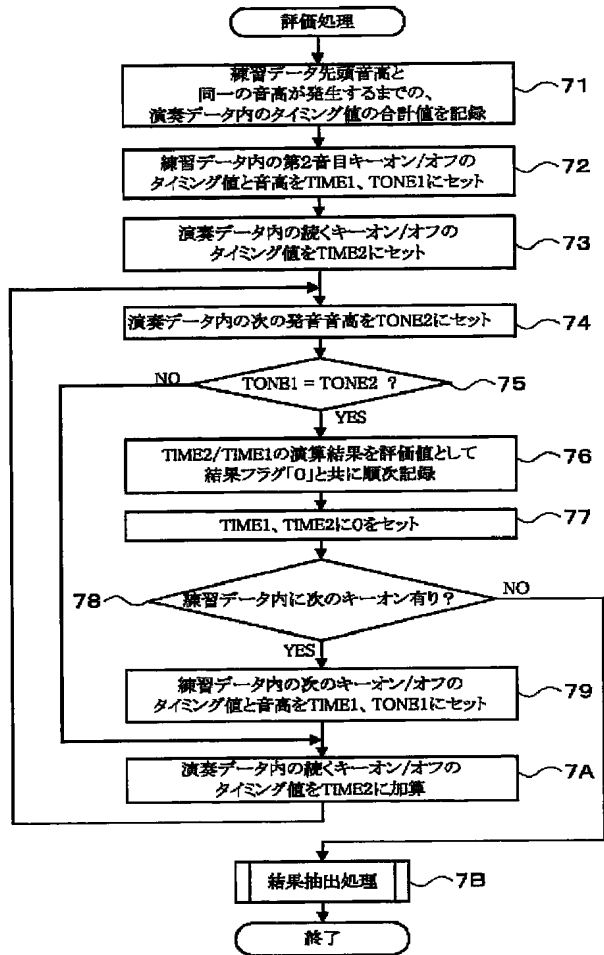 評価処理
練習データ先頭音高と
同一の音高が発生するまでの、
演奏データ内のタイミング値の合計値を記録
71
練習データ内の第2音目キーオン/オフの
タイミング値と音高をTIME1、TONE1にセット
72
演奏データ内の続くキーオン/オフの
タイミング値をTIME2にセット
73
演奏データ内の次の発音音高をTONE2にセット
74
NO
TONE1 = TONE2 ?
75
YES
TIME2/TIME1の演算結果を評価値として
結果フラグ「0」と共に順次記録
76
TIME1、TIME2に0をセット
77
78
練習データ内に次のキーオン有り?
NO
YES
練習データ内の次のキーオン/オフの
タイミング値と音高をTIME1、TONE1にセット
79
演奏データ内の続くキーオン/オフの
タイミング値をTIME2に加算
7A
結果抽出処理
7B
終了